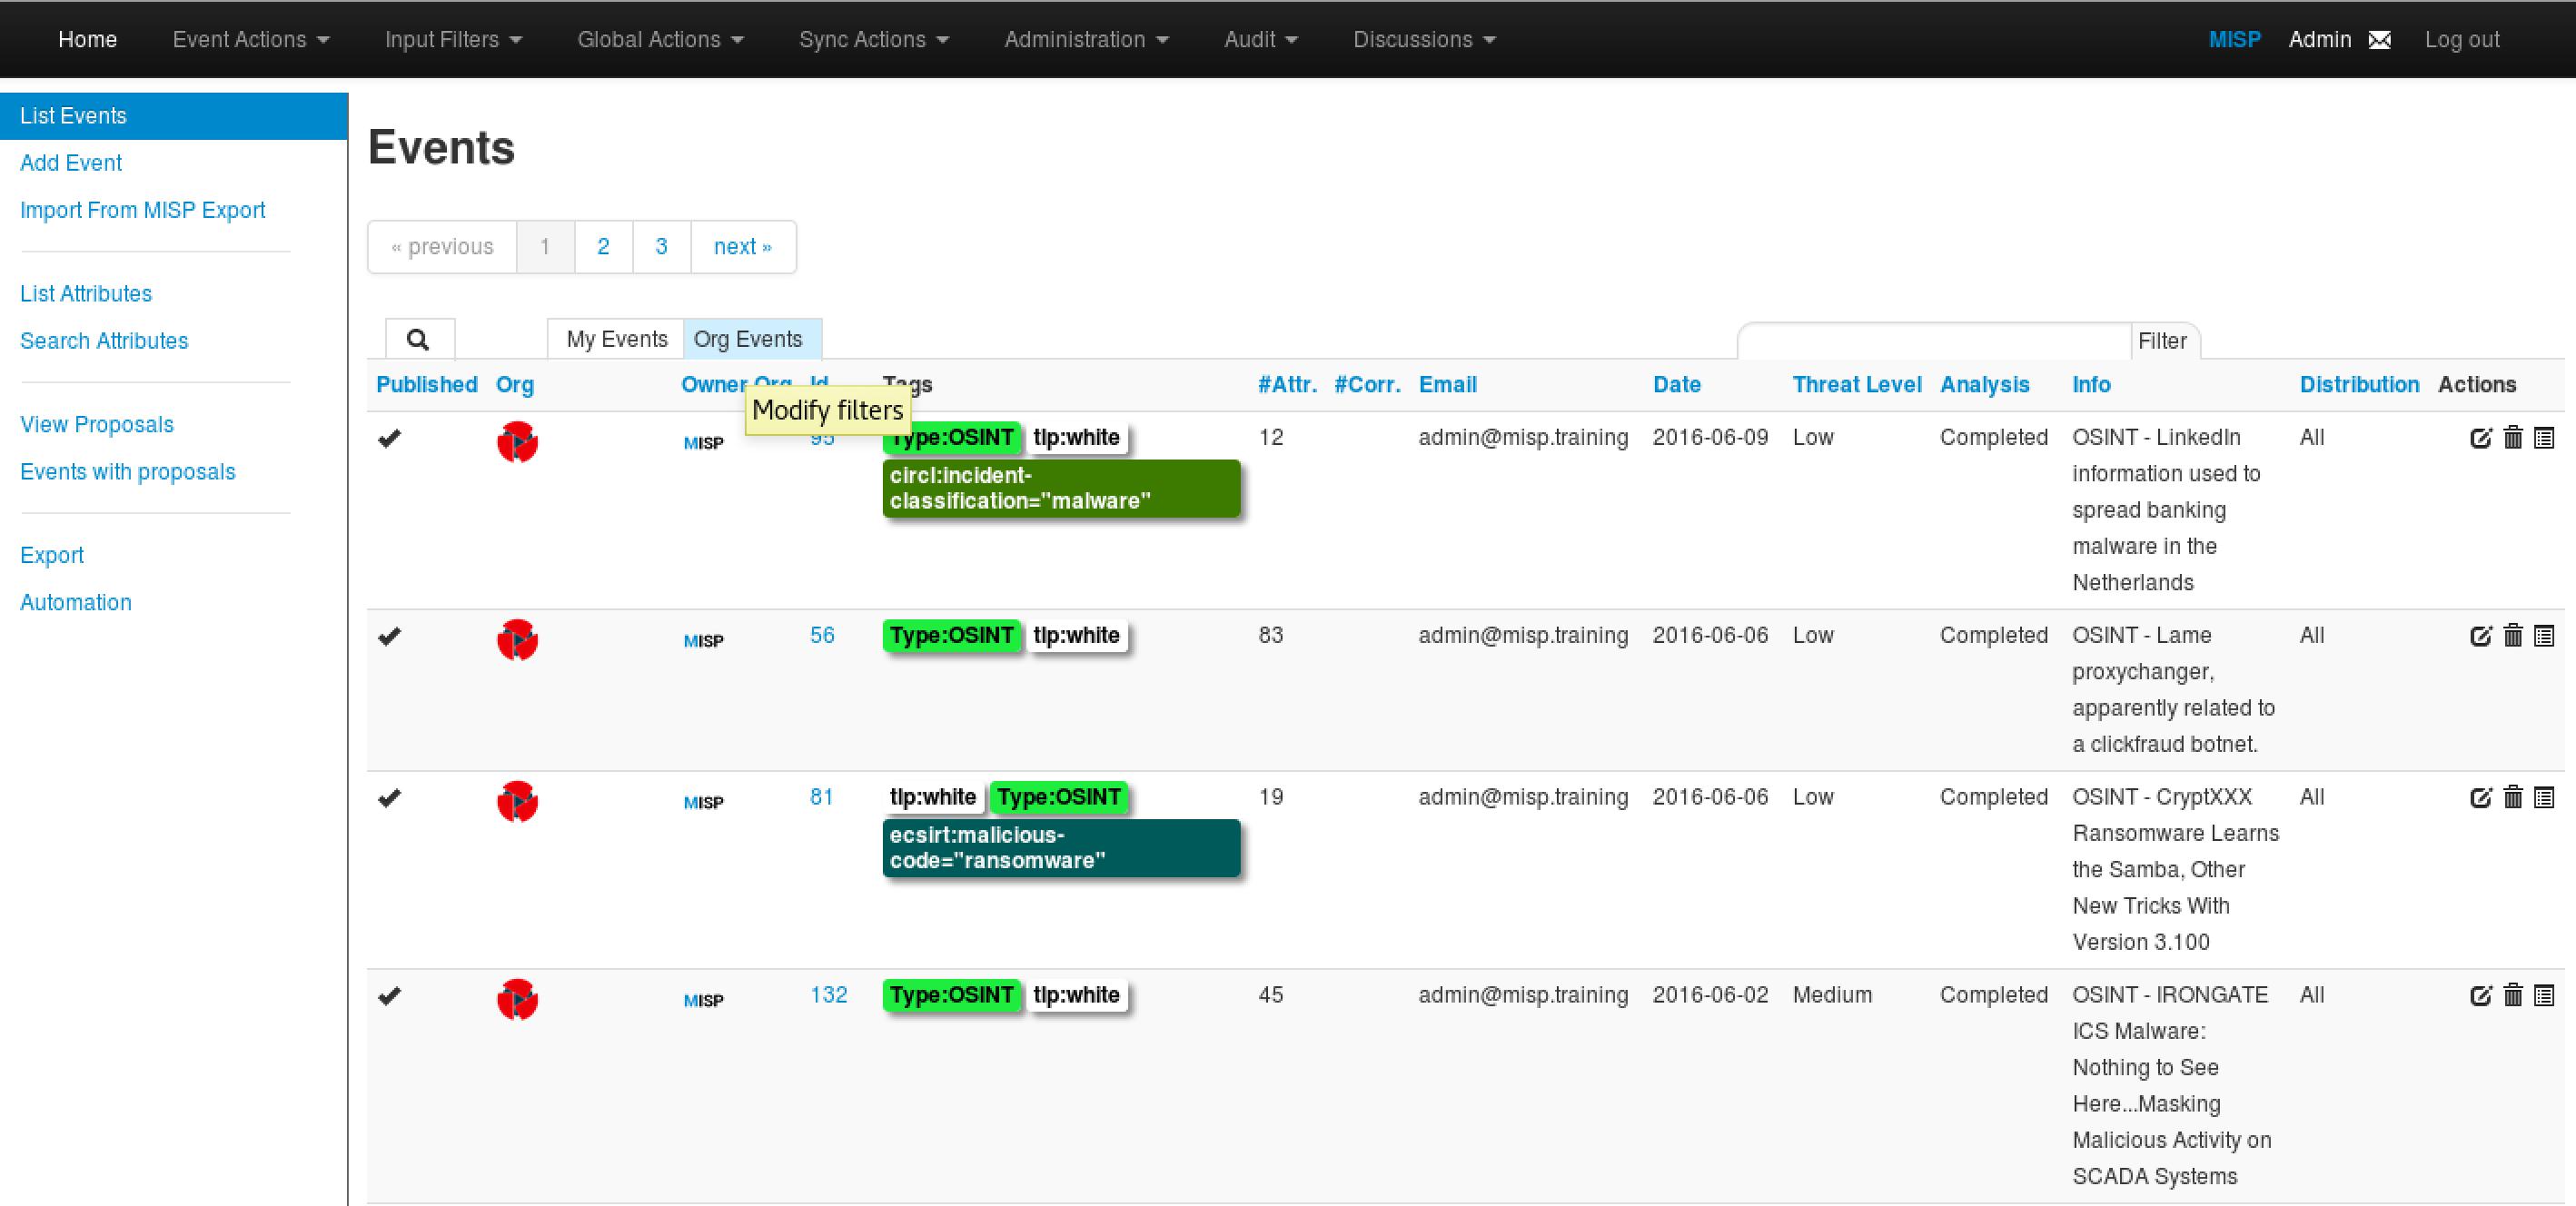 Home Event Actions Input Filters Global Actions Sync Actions Administration Audit Discussions MISP Admin Log out
List Events
Add Event
Import From MISP Export
List Attributes
Search Attributes
View Proposals
Events with proposals
Export
Automation
Events
« previous 1 2 3 next »
My Events Org Events Filter
Published Org Owner Org Id Tags #Attr. #Corr. Email Date Threat Level Analysis Info Distribution Actions
Modify filters
MISP 95 Type:OSINT tlp:white 12 admin@misp.training 2016-06-09 Low Completed OSINT - LinkedIn All
circl:incident-
classification="malware"
information used to
spread banking
malware in the
Netherlands
MISP 56 Type:OSINT tlp:white 83 admin@misp.training 2016-06-06 Low Completed OSINT - Lame All
proxychanger,
apparently related to
a clickfraud botnet.
MISP 81 tlp:white Type:OSINT 19 admin@misp.training 2016-06-06 Low Completed OSINT - CryptXXX All
ecsirt:malicious-
code="ransomware"
Ransomware Learns
the Samba, Other
New Tricks With
Version 3.100
MISP 132 Type:OSINT tlp:white 45 admin@misp.training 2016-06-02 Medium Completed OSINT - IRONGATE All
ICS Malware:
Nothing to See
Here...Masking
Malicious Activity on
SCADA Systems